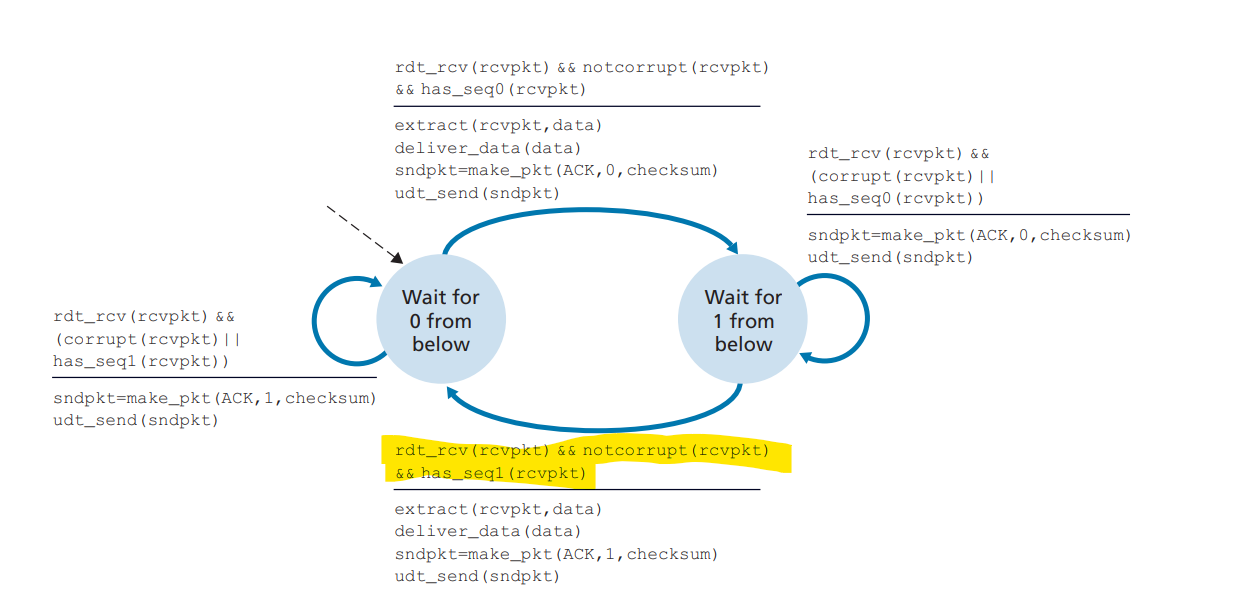 rdt_rcv(rcvpkt) && notcorrupt(rcvpkt)
&& has_seq0(rcvpkt)
extract(rcvpkt,data)
deliver_data(data)
sndpkt=make_pkt(ACK,0,checksum)
udt_send(sndpkt)
rdt_rcv(rcvpkt) &&
(corrupt(rcvpkt)||
has_seq0(rcvpkt))
sndpkt=make_pkt(ACK,0,checksum)
udt_send(sndpkt)
Wait for
0 from
below
Wait for
1 from
below
rdt_rcv(rcvpkt) &&
(corrupt(rcvpkt)||
has_seq1(rcvpkt))
sndpkt=make_pkt(ACK,1,checksum)
udt_send(sndpkt)
rdt_rcv(rcvpkt) && notcorrupt(rcvpkt)
&& has_seq1(rcvpkt)
extract(rcvpkt,data)
deliver_data(data)
sndpkt=make_pkt(ACK,1,checksum)
udt_send(sndpkt)